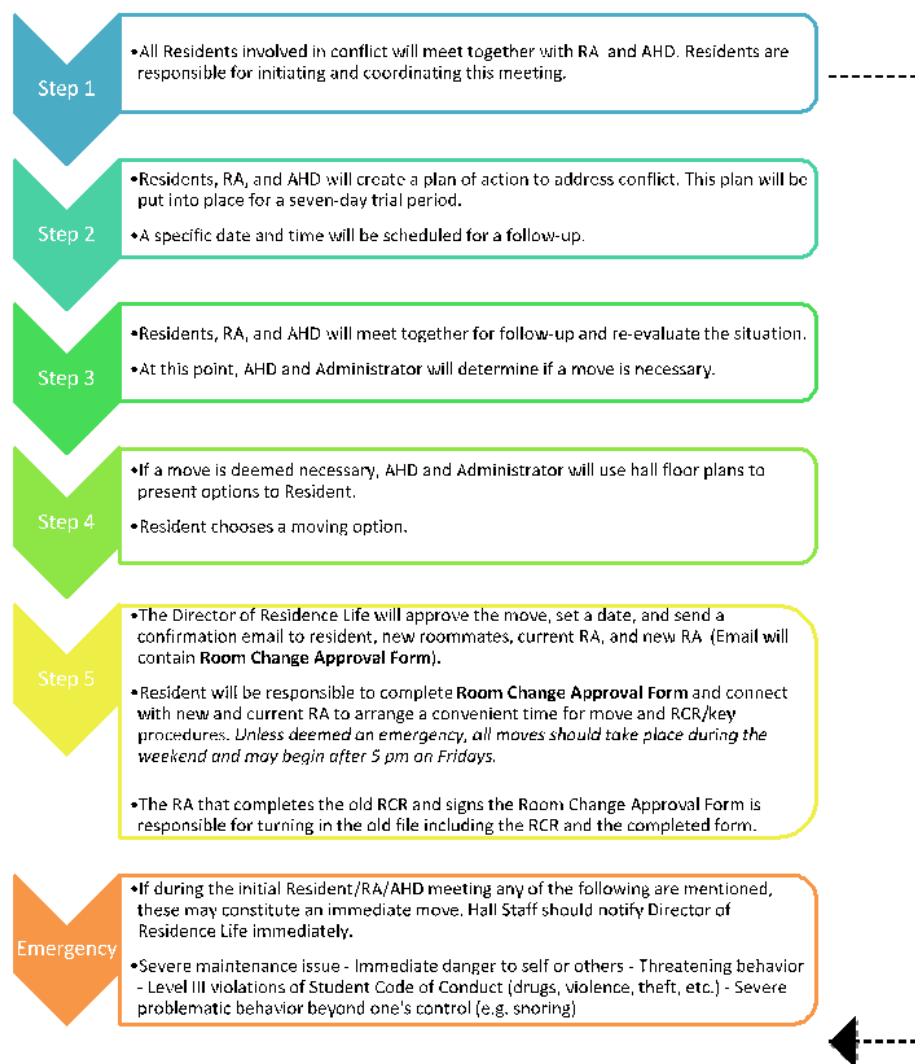 Step 1
•All Residents involved in conflict will meet together with RA and AHD. Residents are
responsible for initiating and coordinating this meeting.
Step 2
•Residents, RA, and AHD will create a plan of action to address conflict. This plan will be
put into place for a seven-day trial period.
•A specific date and time will be scheduled for a follow-up.
Step 3
•Residents, RA, and AHD will meet together for follow-up and re-evaluate the situation.
•At this point, AHD and Administrator will determine if a move is necessary.
Step 4
•If a move is deemed necessary, AHD and Administrator will use hall floor plans to
present options to Resident.
•Resident chooses a moving option.
Step 5
•The Director of Residence Life will approve the move, set a date, and send a
confirmation email to resident, new roommates, current RA, and new RA (Email will
contain Room Change Approval Form).
•Resident will be responsible to complete Room Change Approval Form and connect
with new and current RA to arrange a convenient time for move and RCR/key
procedures. Unless deemed an emergency, all moves should take place during the
weekend and may begin after 5 pm on Fridays.
•The RA that completes the old RCR and signs the Room Change Approval Form is
responsible for turning in the old file including the RCR and the completed form.
Emergency
•If during the initial Resident/RA/AHD meeting any of the following are mentioned,
these may constitute an immediate move. Hall Staff should notify Director of
Residence Life immediately.
•Severe maintenance issue - Immediate danger to self or others - Threatening behavior
- Level III violations of Student Code of Conduct (drugs, violence, theft, etc.) - Severe
problematic behavior beyond one's control (e.g. snoring)